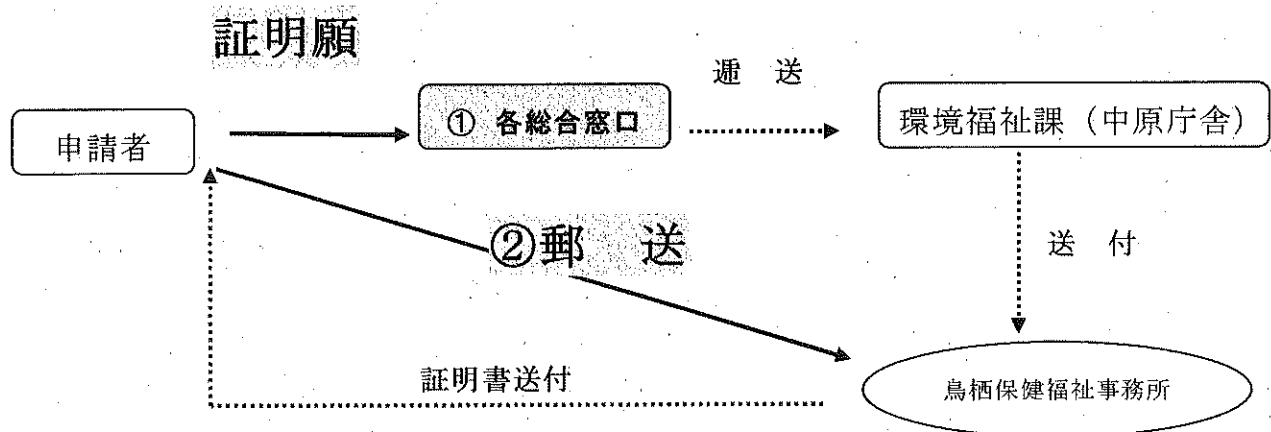 証明願
逓　送
申請者
① 各総合窓口
環境福祉課（中原庁舎）
②郵　送
送　付
証明書送付
鳥栖保健福祉事務所